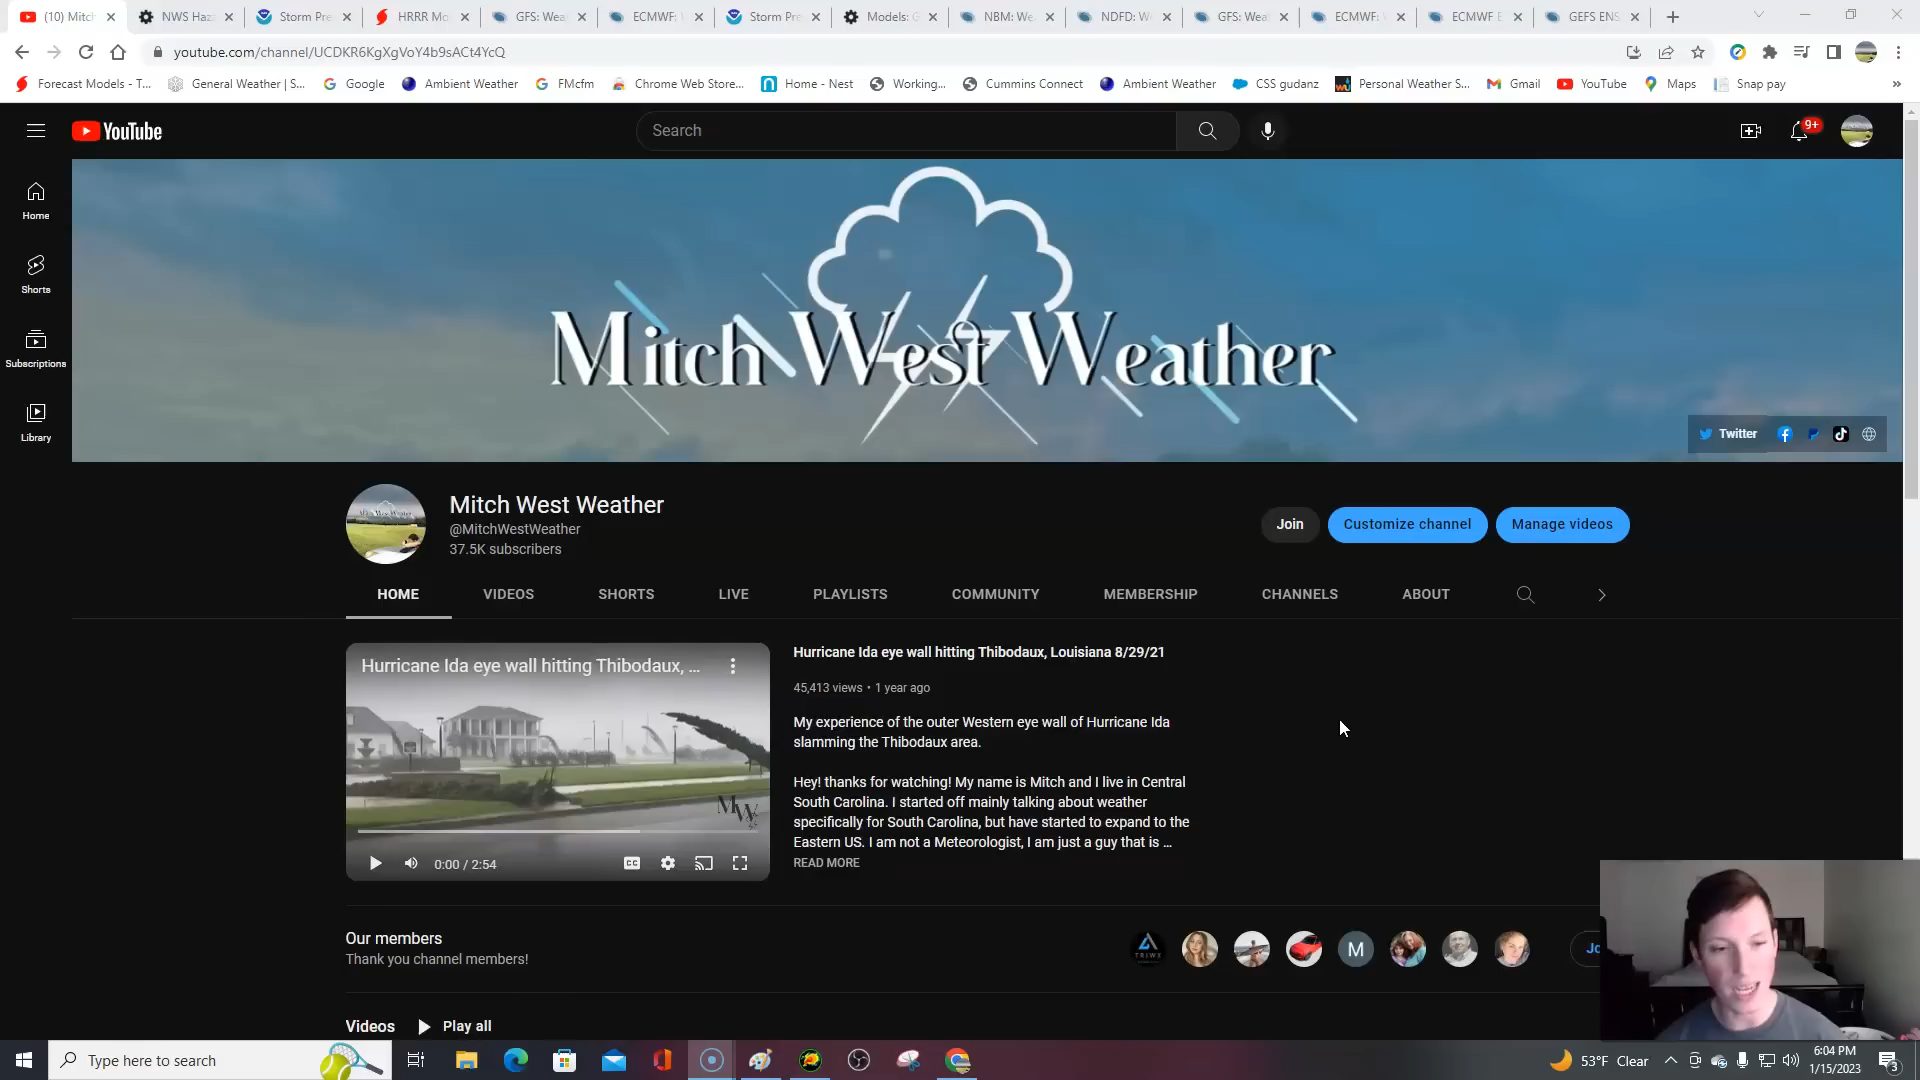 (10) Mitch
NWS Haz
Storm Pre
HRRR Mo
GFS: Wea
ECMWF:
Storm Pre
Models: G
NBM: We
NDFD: W
GFS: Wea
ECMWF:
ECMWF E
GEFS ENS
youtube.com/channel/UCDKR6KgXgVoY4b9sACt4YcQ
Forecast Models - T...
General Weather | S...
Google
Ambient Weather
FMcfm
Chrome Web Store...
Home - Nest
Working...
Cummins Connect
Ambient Weather
CSS gudanz
Personal Weather S...
Gmail
YouTube
Maps
Snap pay
YouTube
Search
9+
Home
Shorts
Subscriptions
Library
Mitch West Weather
Twitter
Mitch West Weather
@MitchWestWeather
37.5K subscribers
Join
Customize channel
Manage videos
HOME
VIDEOS
SHORTS
LIVE
PLAYLISTS
COMMUNITY
MEMBERSHIP
CHANNELS
ABOUT
Hurricane Ida eye wall hitting Thibodaux, ...
MW
0:00 / 2:54
CC
Hurricane Ida eye wall hitting Thibodaux, Louisiana 8/29/21
45,413 views • 1 year ago
My experience of the outer Western eye wall of Hurricane Ida
slamming the Thibodaux area.
Hey! thanks for watching! My name is Mitch and I live in Central
South Carolina. I started off mainly talking about weather
specifically for South Carolina, but have started to expand to the
Eastern US. I am not a Meteorologist, I am just a guy that is ...
READ MORE
Our members
Thank you channel members!
TRIWX
M
Jo
Videos
Play all
Type here to search
53°F Clear
6:04 PM
1/15/2023
3